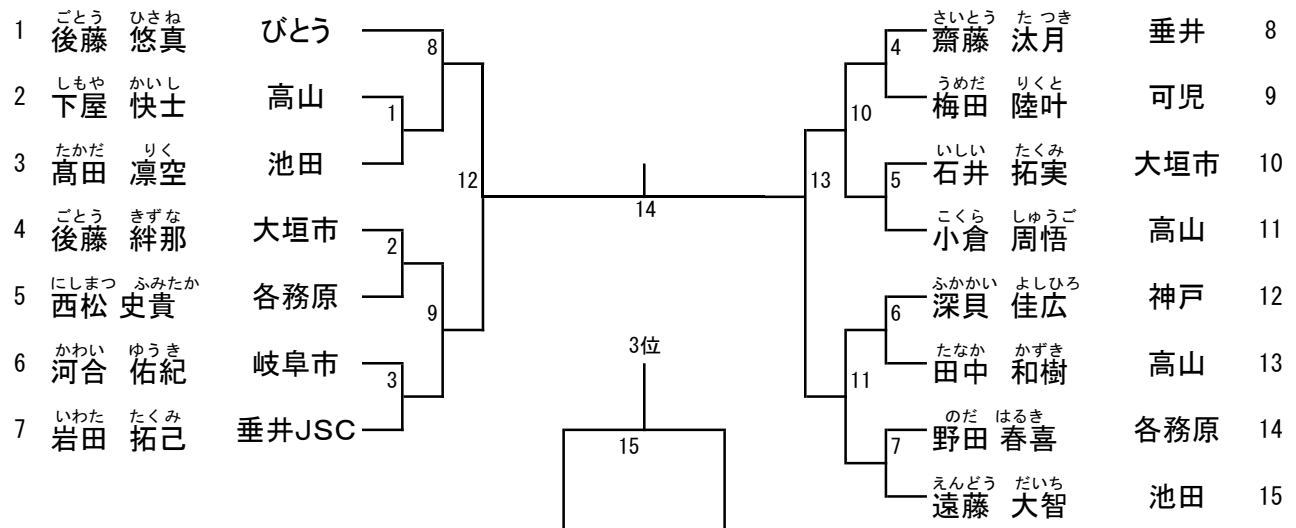 ごとう ひさね
1 後藤 悠真 びとう
しもや かいし
2 下屋 快士 高山
たかだ りく
3 髙田 凛空 池田
ごとう きずな
4 後藤 絆那 大垣市
にしまつ ふみたか
5 西松 史貴 各務原
かわい ゆうき
6 河合 佑紀 岐阜市
いわた たくみ
7 岩田 拓己 垂井JSC
8
1
12
2
9
3
14
3位
15
13
4
10
5
6
11
7
さいとう たつき
齋藤 汰月 垂井 8
うめだ りくと
梅田 陸叶 可児 9
いしい たくみ
石井 拓実 大垣市 10
こくら しゅうご
小倉 周悟 高山 11
ふかかい よしひろ
深貝 佳広 神戸 12
たなか かずき
田中 和樹 高山 13
のだ はるき
野田 春喜 各務原 14
えんどう だいち
遠藤 大智 池田 15